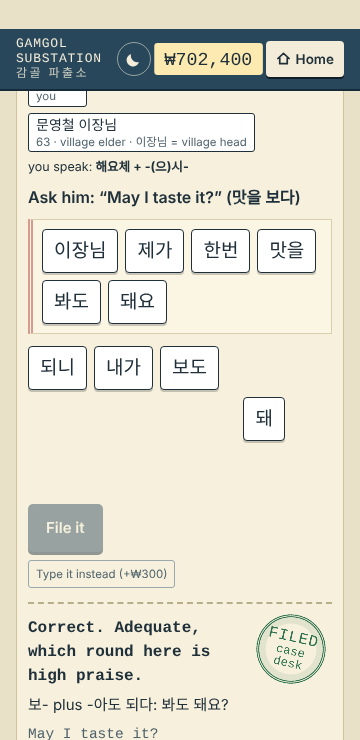 GAMGOL
SUBSTATION
감골 파출소
₩702,400
Home
you
문영철 이장님
63 · village elder · 이장님 = village head
you speak: 해요체 + -(으)시-
Ask him: “May I taste it?” (맛을 보다)
이장님 제가 한번 맛을
봐도 돼요
되니 내가 보도
돼
File it
Type it instead (+₩300)
Correct. Adequate,
which round here is
high praise.
FILED
case
desk
보- plus -아도 되다: 봐도 돼요?
May I taste it?